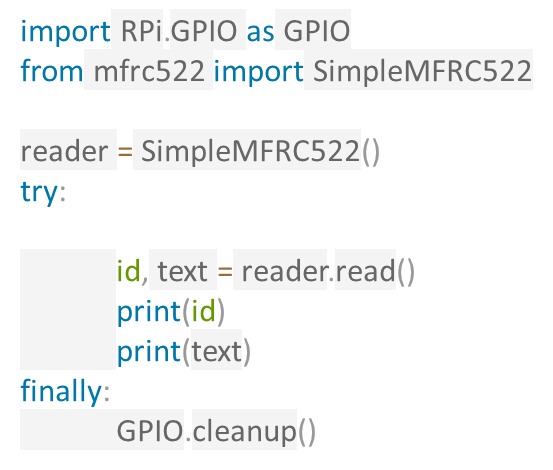 import RPi.GPIO as GPIO
from mfrc522 import SimpleMFRC522
reader = SimpleMFRC522()
try:
id, text = reader.read()
print(id)
print(text)
finally:
GPIO.cleanup()